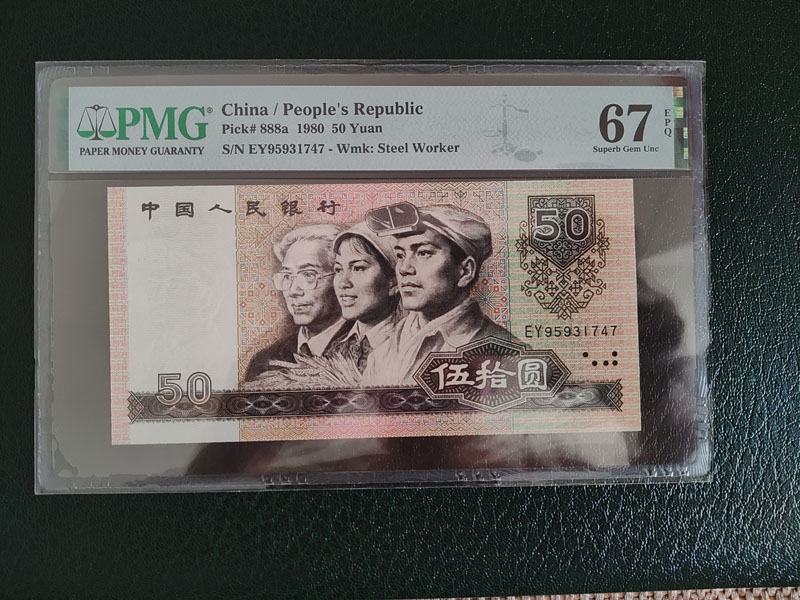 PMG®
PAPER MONEY GUARANTY
China / People's Republic
Pick# 888a 1980 50 Yuan
S/N EY95931747 - Wmk: Steel Worker
67
EPQ
Superb Gem Unc
中国人民银行
50
EY95931747
50
伍拾圆